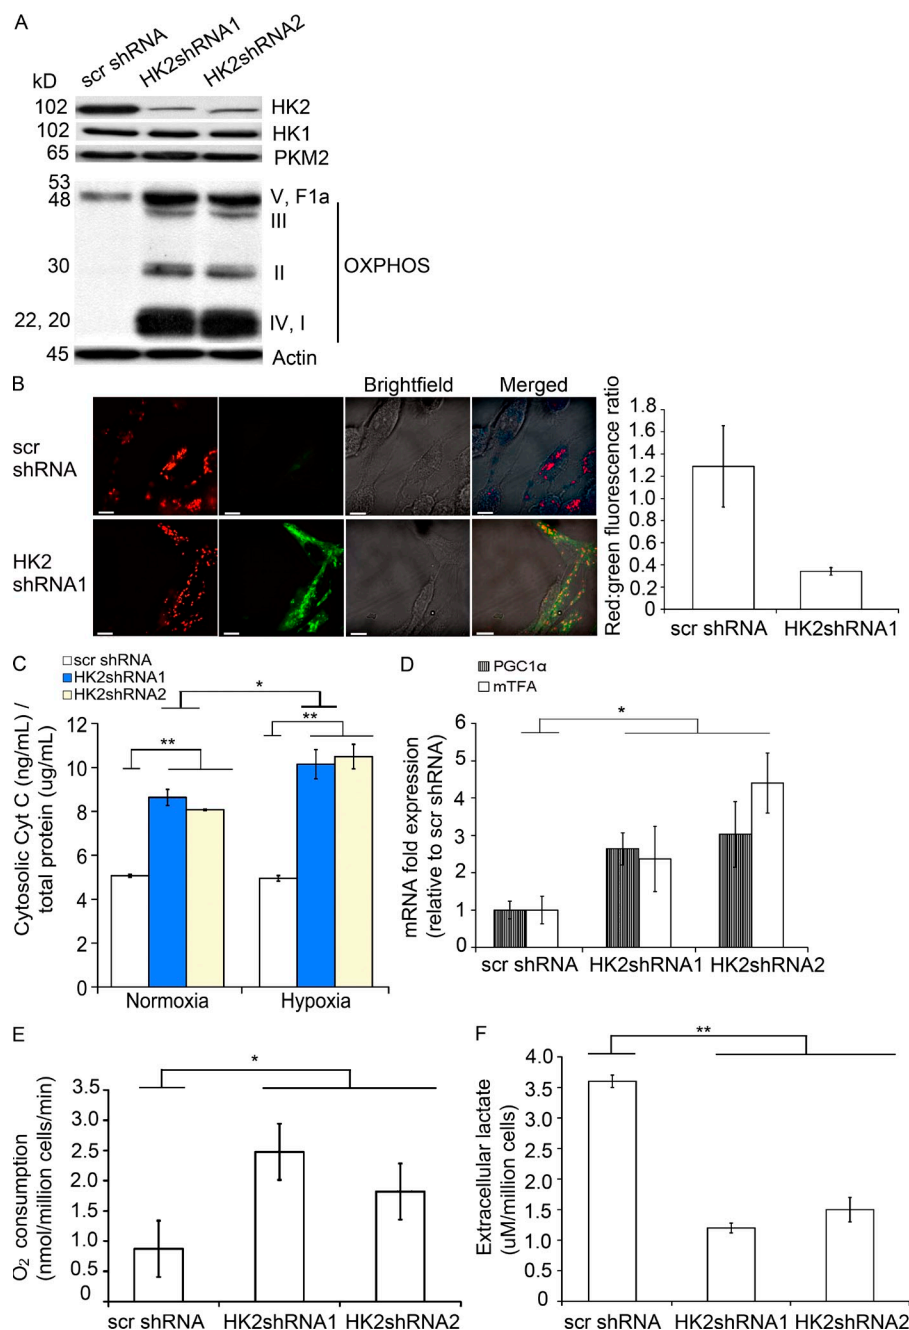 A
scr shRNA
HK2shRNA1
HK2shRNA2
kD
102
HK2
102
HK1
65
PKM2
53
48
V, F1a
III
30
II
OXPHOS
22, 20
IV, I
45
Actin
B
Brightfield
Merged
scr
shRNA
HK2
shRNA1
Red:green fluorescence ratio
1.8
1.6
1.4
1.2
1.0
0.8
0.6
0.4
0.2
0
scr shRNA
HK2shRNA1
C
scr shRNA
HK2shRNA1
HK2shRNA2
*
**
**
Cytosolic Cyt C (ng/mL) /
total protein (ug/mL)
12
10
8
6
4
2
0
Normoxia
Hypoxia
D
PGC1α
mTFA
*
mRNA fold expression
(relative to scr shRNA)
6
5
4
3
2
1
0
scr shRNA
HK2shRNA1
HK2shRNA2
E
*
O2 consumption
(nmol/million cells/min)
3.5
3.0
2.5
2.0
1.5
1.0
0.5
0
scr shRNA
HK2shRNA1
HK2shRNA2
F
**
Extracellular lactate
(uM/million cells)
4.0
3.5
3.0
2.5
2.0
1.5
1.0
0.5
0
scr shRNA
HK2shRNA1
HK2shRNA2